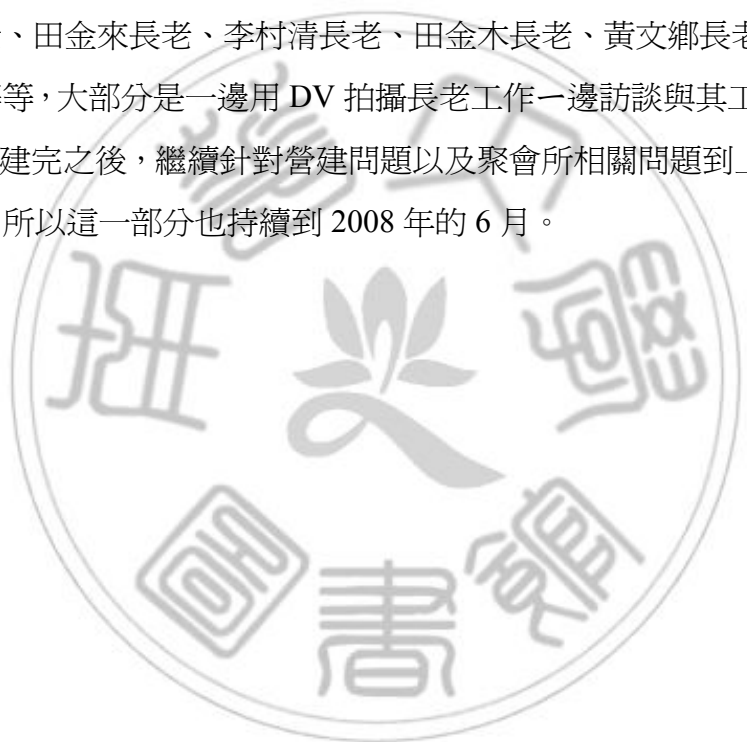 、田金來長老、李村清長老、田金木長老、黃文鄉長老
等,大部分是一邊用 DV 拍攝長老工作ー邊訪談與其工
建完之後,繼續針對營建問題以及聚會所相關問題到
所以這一部分也持續到 2008 年的 6 月。
書